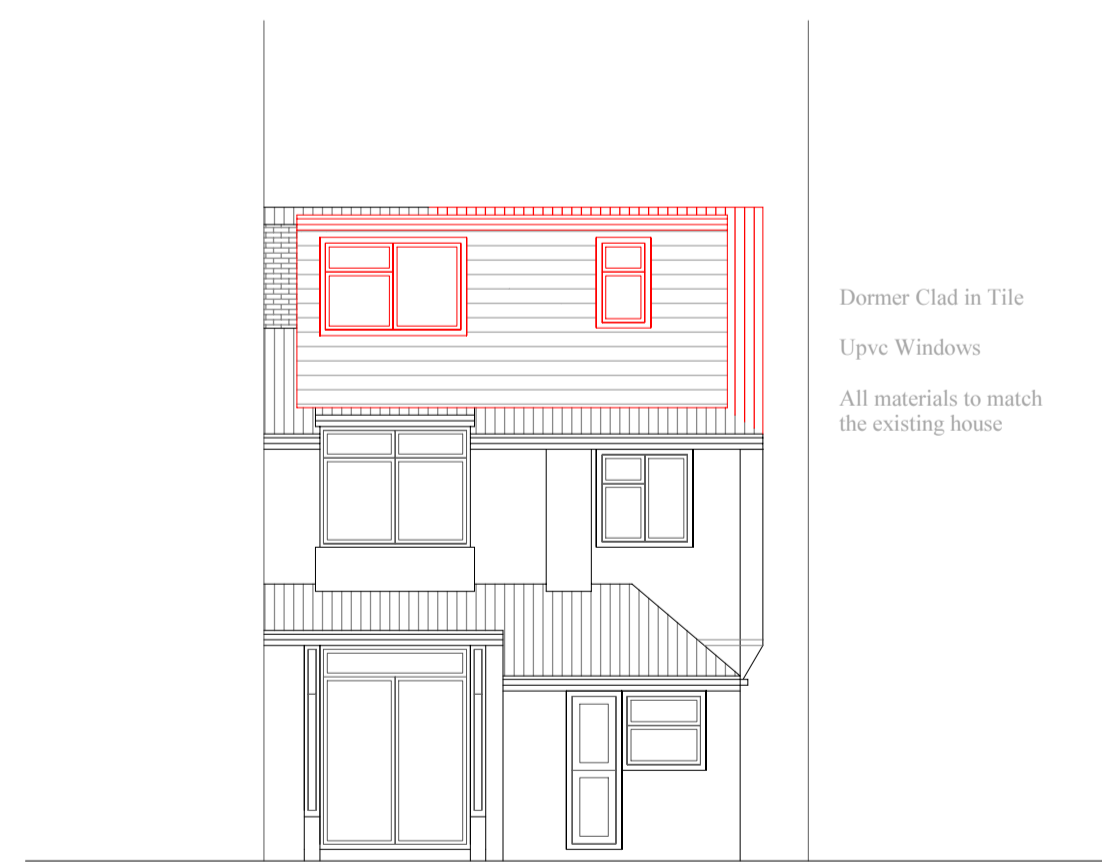 Dormer Clad in Tile
Upvc Windows
All materials to match
the existing house